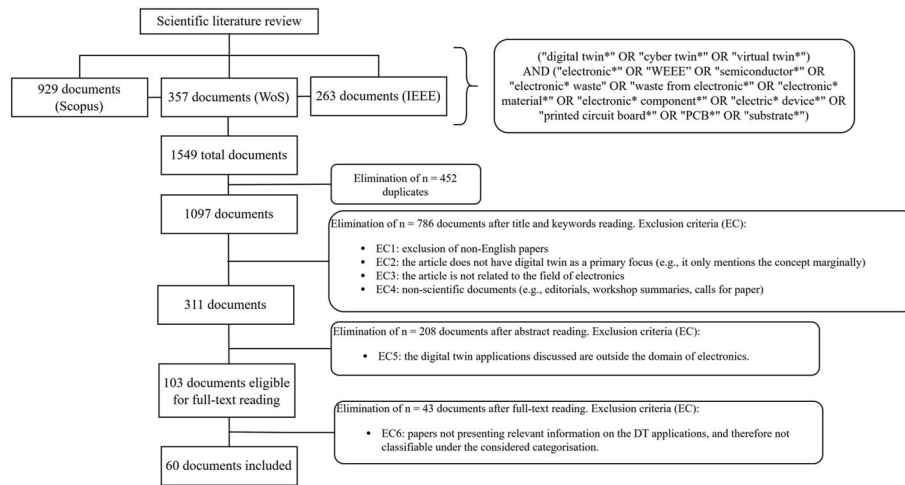 Scientific literature review
929 documents
(Scopus)
357 documents (WoS)
263 documents (IEEE)
("digital twin*" OR "cyber twin*" OR "virtual twin*")
AND ("electronic*" OR "WEEE" OR "semiconductor*" OR
"electronic* waste" OR "waste from electronic*" OR "electronic*
material*" OR "electronic* component*" OR "electric* device*" OR
"printed circuit board*" OR "PCB*" OR "substrate*")
1549 total documents
Elimination of n = 452
duplicates
1097 documents
Elimination of n = 786 documents after title and keywords reading. Exclusion criteria (EC):
• EC1: exclusion of non-English papers
• EC2: the article does not have digital twin as a primary focus (e.g., it only mentions the concept marginally)
• EC3: the article is not related to the field of electronics
• EC4: non-scientific documents (e.g., editorials, workshop summaries, calls for paper)
311 documents
Elimination of n = 208 documents after abstract reading. Exclusion criteria (EC):
• EC5: the digital twin applications discussed are outside the domain of electronics.
103 documents eligible
for full-text reading
Elimination of n = 43 documents after full-text reading. Exclusion criteria (EC):
• EC6: papers not presenting relevant information on the DT applications, and therefore not
classifiable under the considered categorisation.
60 documents included